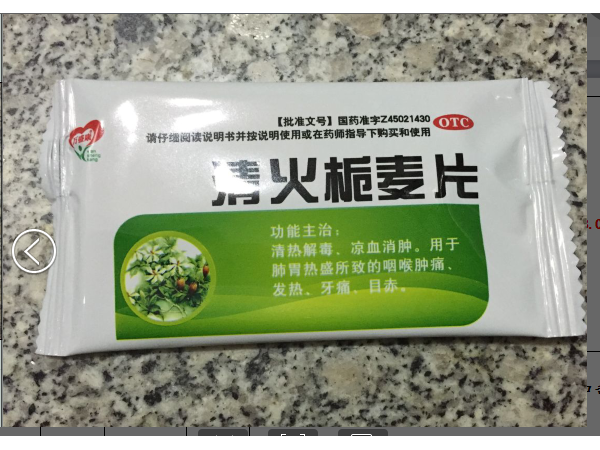 【批准文号】国药准字Z45021430
OTC
请仔细阅读说明书并按说明使用或在药师指导下购买和使用
清火栀麦片
功能主治：
清热解毒、凉血消肿。用于
肺胃热盛所致的咽喉肿痛、
发热、牙痛、目赤。